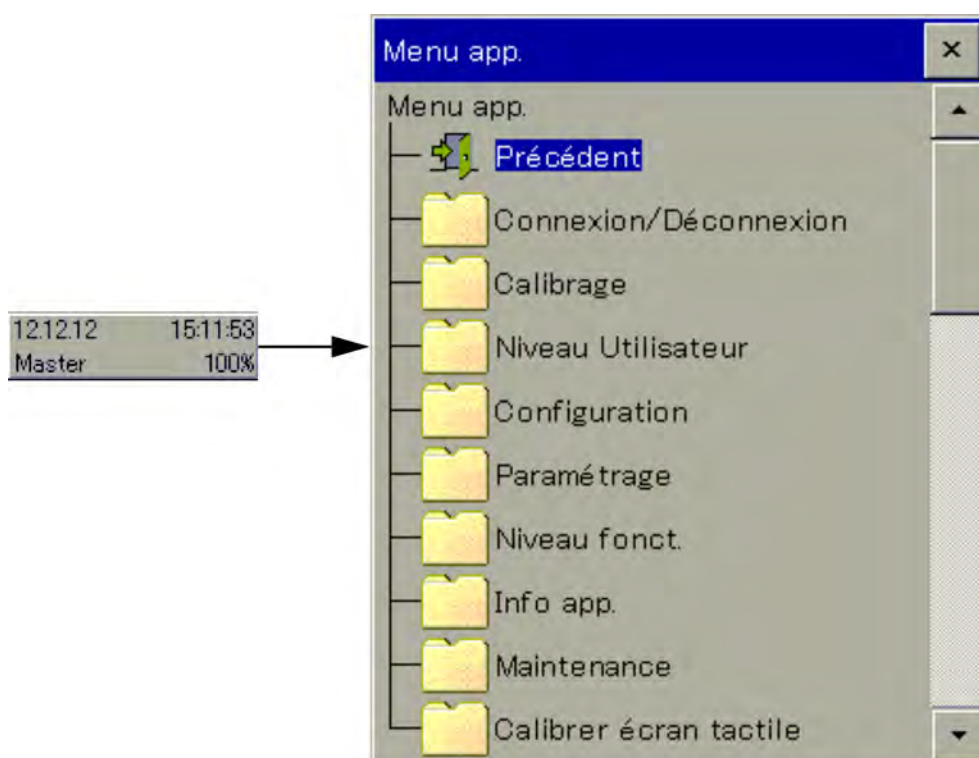 Menu app.
Menu app.
Précédent
Connexion/Déconnexion
Calibrage
12.12.12 15:11:53
Master 100%
Niveau Utilisateur
Configuration
Paramétrage
Niveau fonct.
Info app.
Maintenance
Calibrer écran tactile